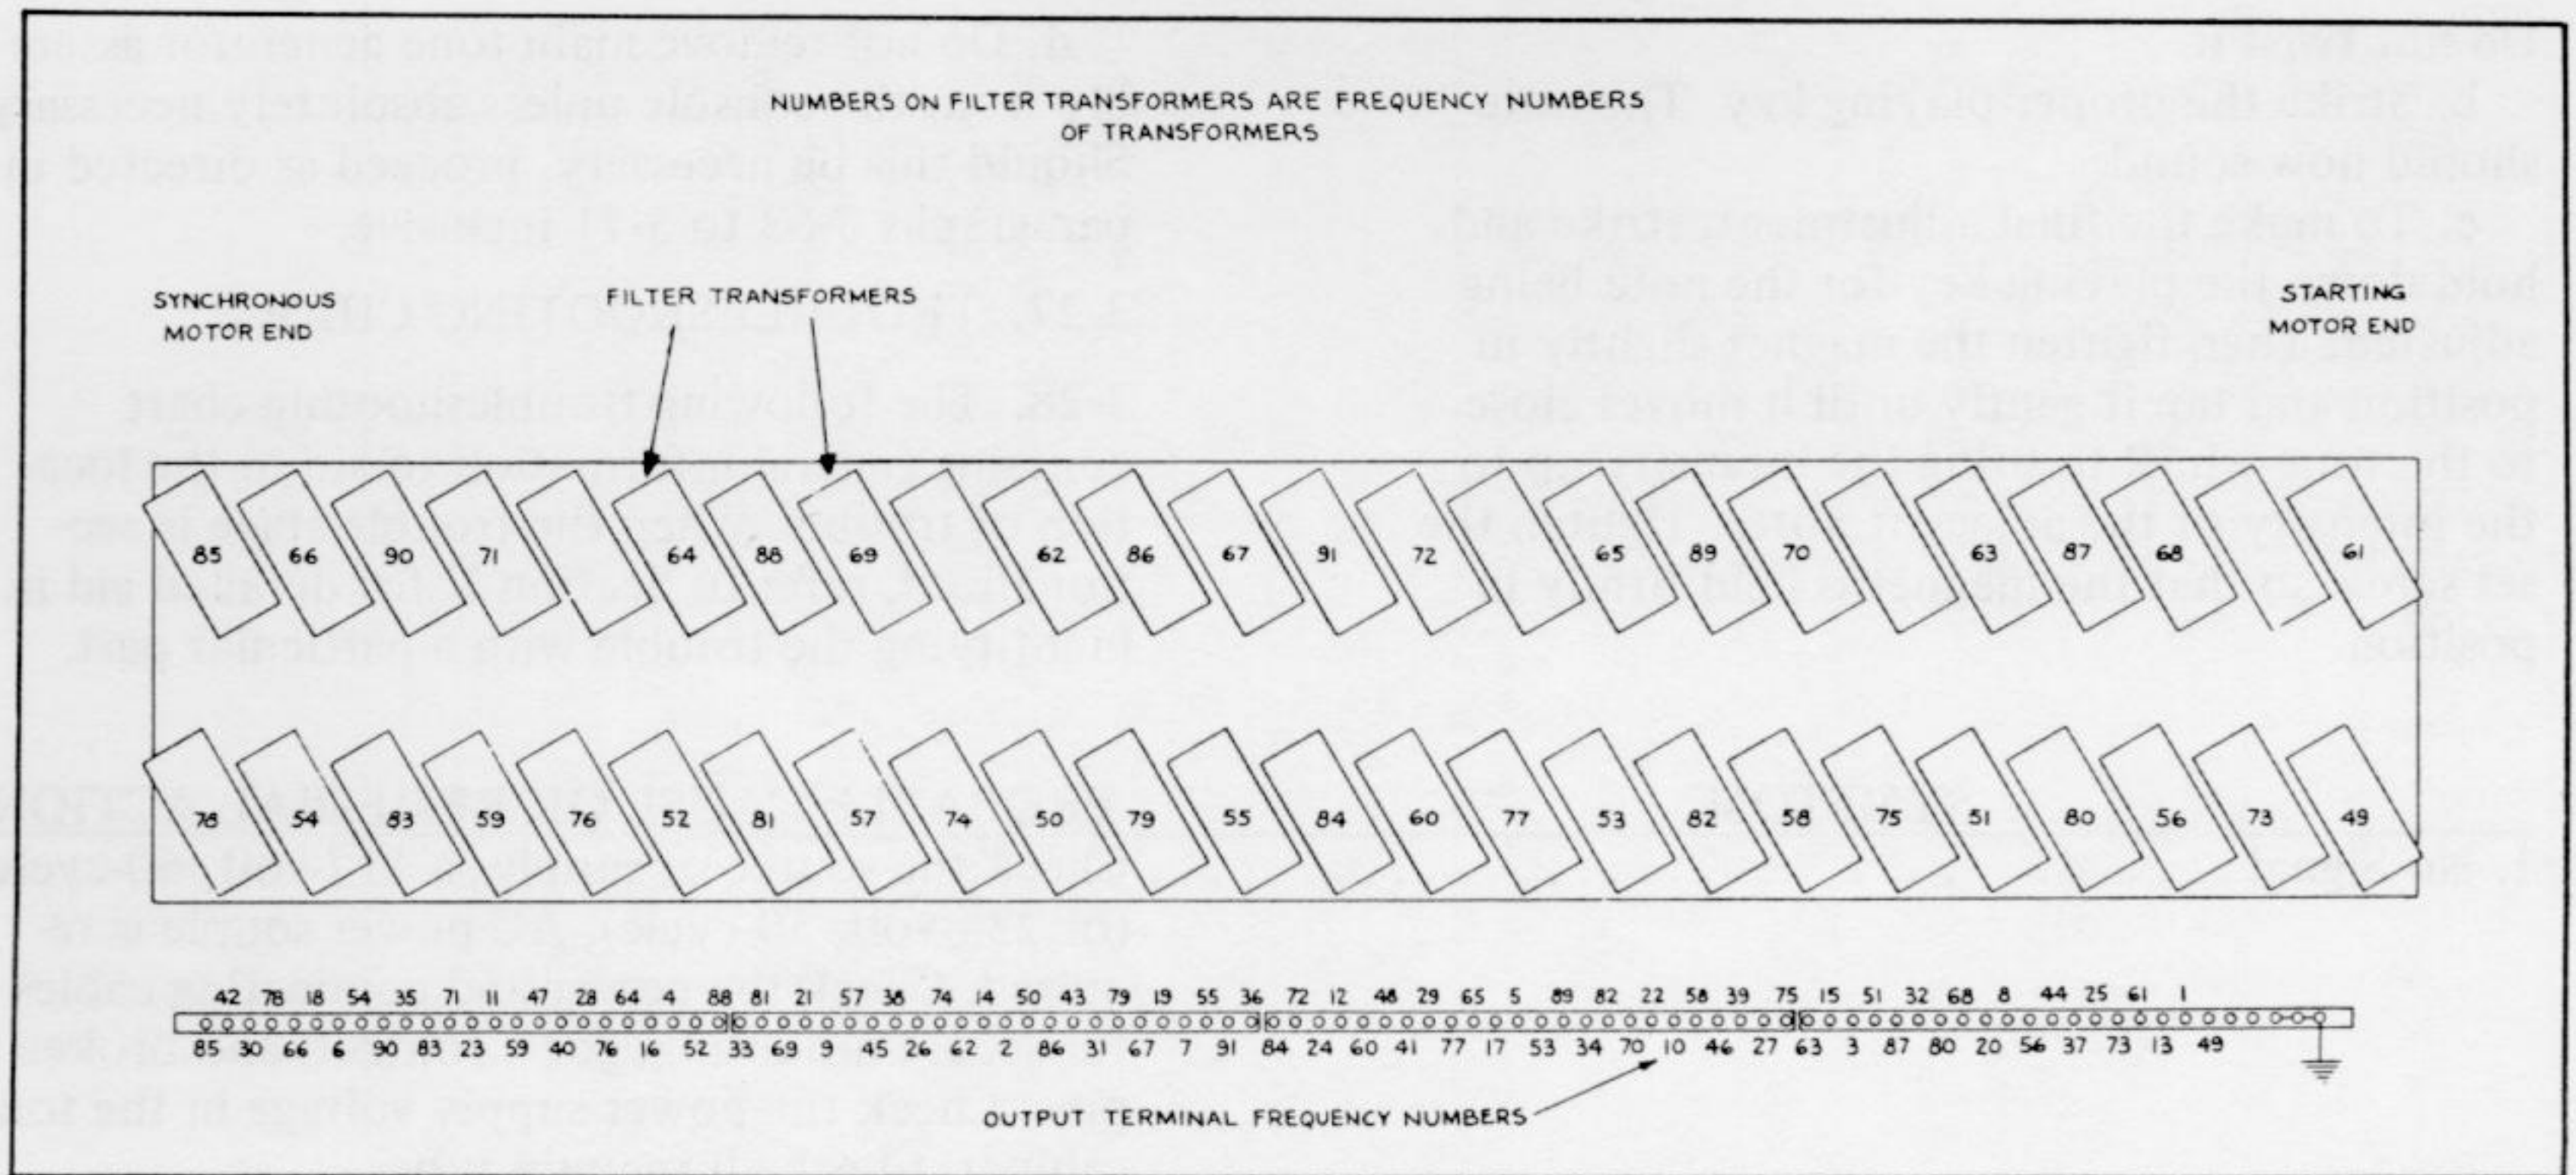 NUMBERS ON FILTER TRANSFORMERS ARE FREQUENCY NUMBERS
OF TRANSFORMERS
SYNCHRONOUS
MOTOR END
FILTER TRANSFORMERS
STARTING
MOTOR END
85 66 90 71 64 88 69 62 86 67 91 72 65 89 70 63 87 68 61
78 54 83 59 76 52 81 57 74 50 79 55 84 60 77 53 82 58 75 51 80 56 73 49
42 78 18 54 35 71 11 47 28 64 4 88 81 21 57 38 74 14 50 43 79 19 55 36 72 12 48 29 65 5 89 82 22 58 39 75 15 51 32 68 8 44 25 61 1
85 30 66 6 90 83 23 59 40 76 16 52 33 69 9 45 26 62 2 86 31 67 7 91 84 24 60 41 77 17 53 34 70 10 46 27 63 3 87 80 20 56 37 73 13 49
OUTPUT TERMINAL FREQUENCY NUMBERS